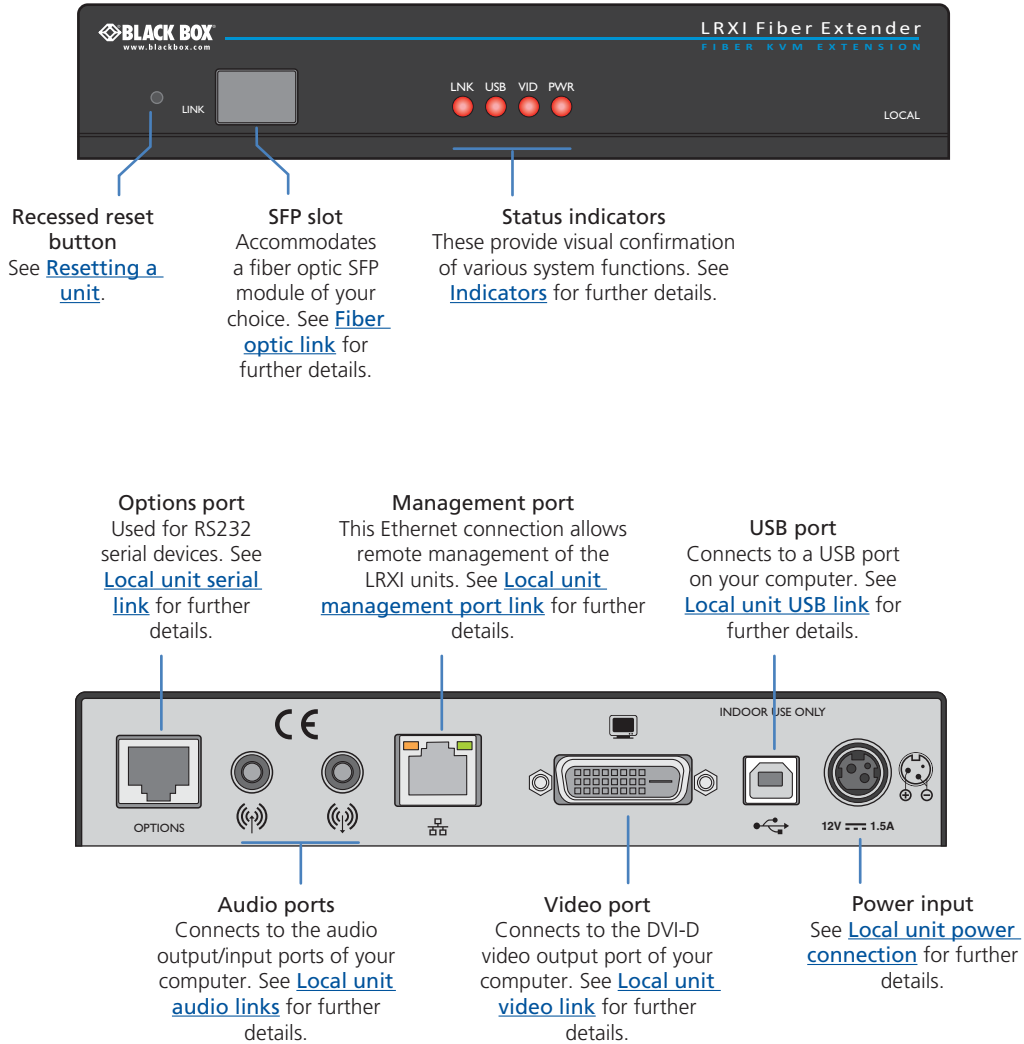 BLACK BOX
www.blackbox.com
LRXI Fiber Extender
FIBER KVM EXTENSION
LINK
LNK USB VID PWR
LOCAL
Recessed reset
button
See Resetting a
unit.
SFP slot
Accommodates
a fiber optic SFP
module of your
choice. See Fiber
optic link for
further details.
Status indicators
These provide visual confirmation
of various system functions. See
Indicators for further details.
Options port
Used for RS232
serial devices. See
Local unit serial
link for further
details.
Management port
This Ethernet connection allows
remote management of the
LRXI units. See Local unit
management port link for further
details.
USB port
Connects to a USB port
on your computer. See
Local unit USB link for
further details.
CE
INDOOR USE ONLY
OPTIONS
12V 1.5A
Audio ports
Connects to the audio
output/input ports of your
computer. See Local unit
audio links for further
details.
Video port
Connects to the DVI-D
video output port of your
computer. See Local unit
video link for further
details.
Power input
See Local unit power
connection for further
details.